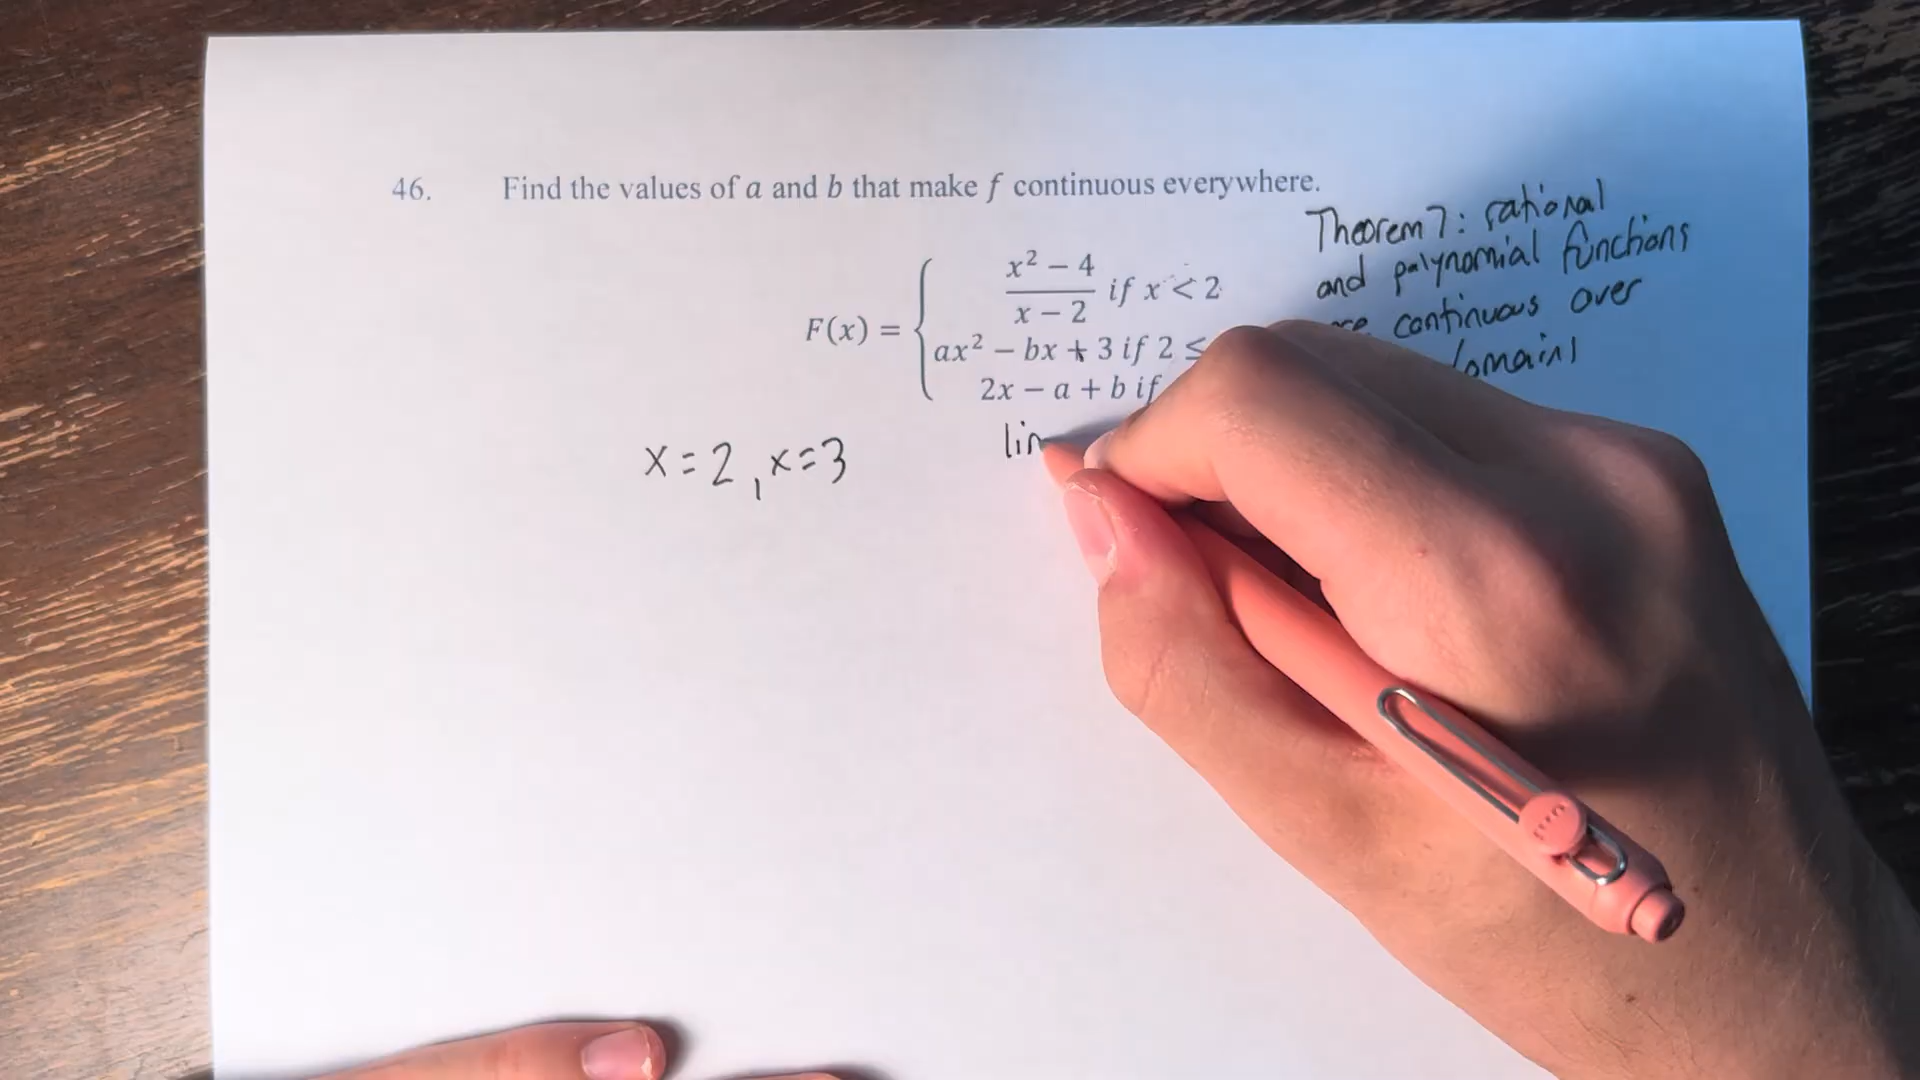 46. Find the values of a and b that make f continuous everywhere.
Theorem 7: rational
and polynomial functions
continuous over
F(x) = { x² − 4 / x − 2 if x < 2
ax² − bx + 3 if 2 ≤
2x − a + b if
x = 2, x = 3